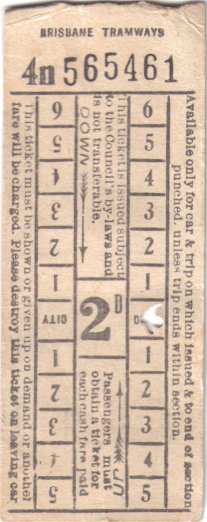 BRISBANE TRAMWAYS
4n 565461
Available only for car & trip on which issued & to end of section
punched, unless trip ends within section.
6
5
4
3
2
1
1
2
3
4
5
This ticket is issued subject
to the Council's by-laws and
is not transferable.
DOWN
2D
Passengers must
obtain a ticket for
each cash fare paid
UP
6
5
4
3
2
1
CITY
1
2
3
4
5
This ticket must be shown or given up on demand or another
fare will be charged. Please destroy this ticket on leaving car